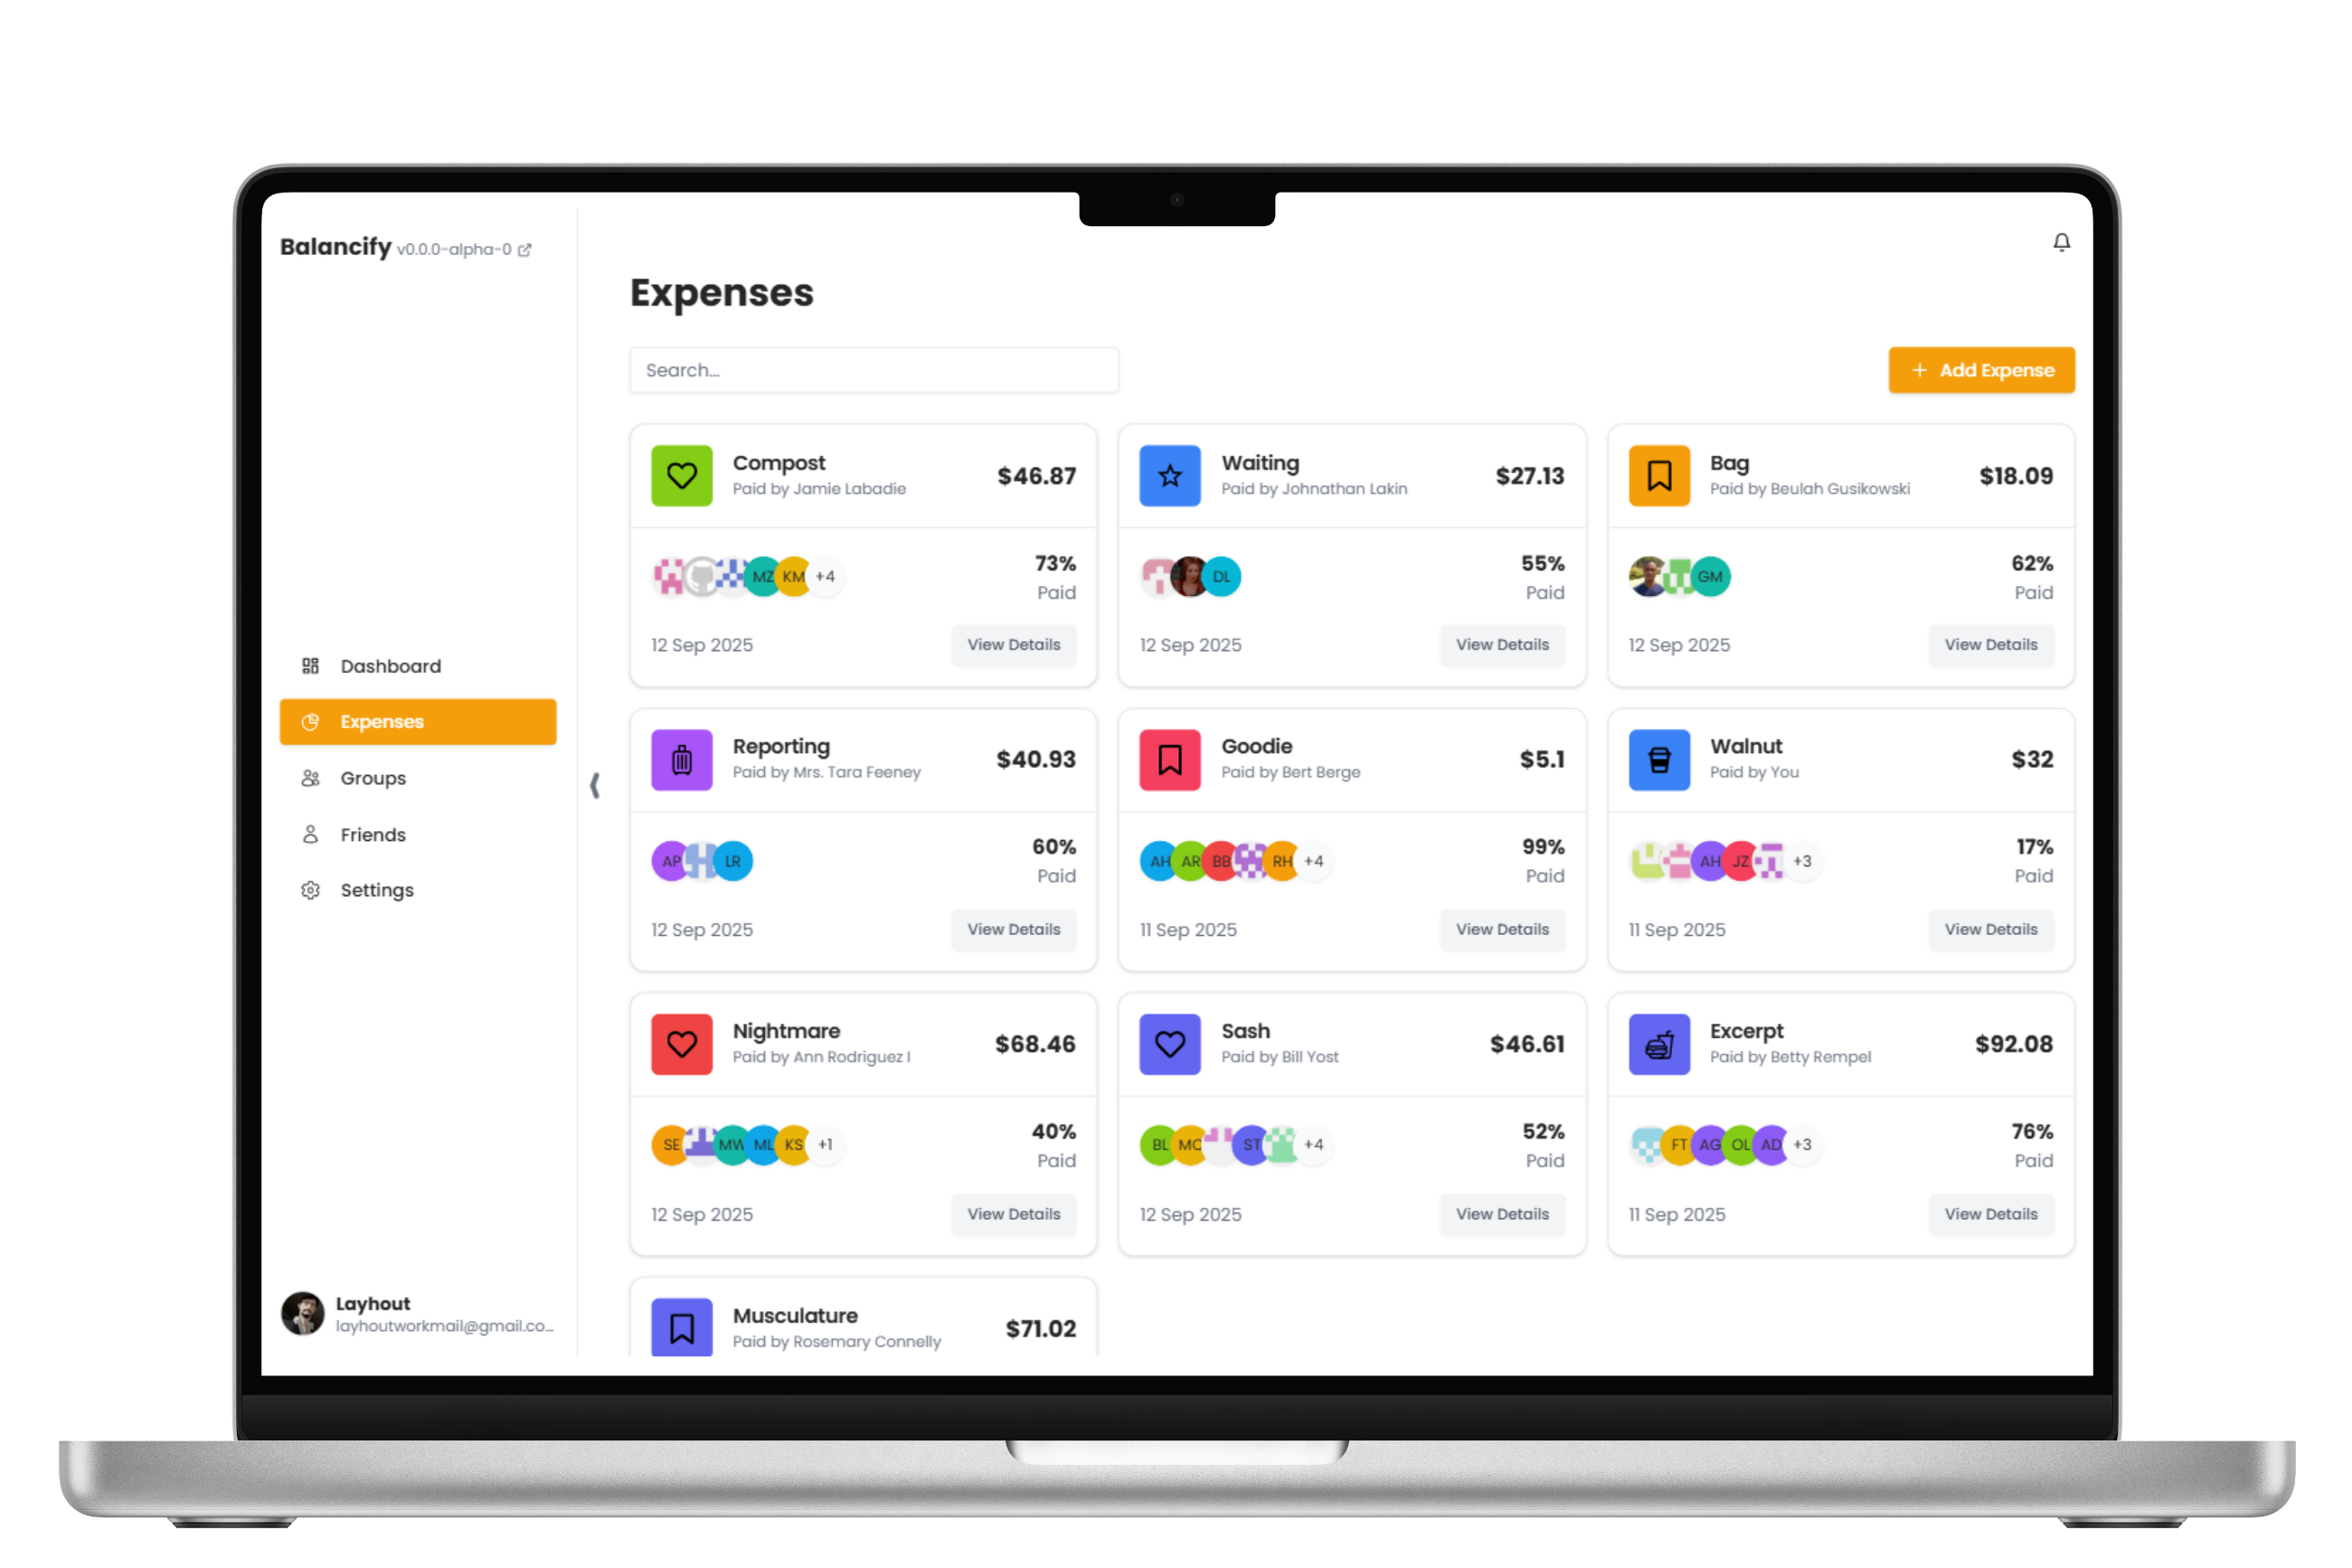 Balancify v0.0.0-alpha-0
Expenses
Search...
+ Add Expense
Compost
Paid by Jamie Labadie
$46.87
MZ KM +4
73%
Paid
12 Sep 2025
View Details
Waiting
Paid by Johnathan Lakin
$27.13
DL
55%
Paid
12 Sep 2025
View Details
Bag
Paid by Beulah Gusikowski
$18.09
GM
62%
Paid
12 Sep 2025
View Details
Dashboard
Expenses
Groups
Friends
Settings
Reporting
Paid by Mrs. Tara Feeney
$40.93
AP LR
60%
Paid
12 Sep 2025
View Details
Goodie
Paid by Bert Berge
$5.1
AH AR BB RH +4
99%
Paid
11 Sep 2025
View Details
Walnut
Paid by You
$32
AH JZ +3
17%
Paid
11 Sep 2025
View Details
Nightmare
Paid by Ann Rodriguez I
$68.46
SE MW ML KS +1
40%
Paid
12 Sep 2025
View Details
Sash
Paid by Bill Yost
$46.61
BL MC ST +4
52%
Paid
12 Sep 2025
View Details
Excerpt
Paid by Betty Rempel
$92.08
FT AG OL AD +3
76%
Paid
11 Sep 2025
View Details
Musculature
Paid by Rosemary Connelly
$71.02
Layhout
layhoutworkmail@gmail.co...